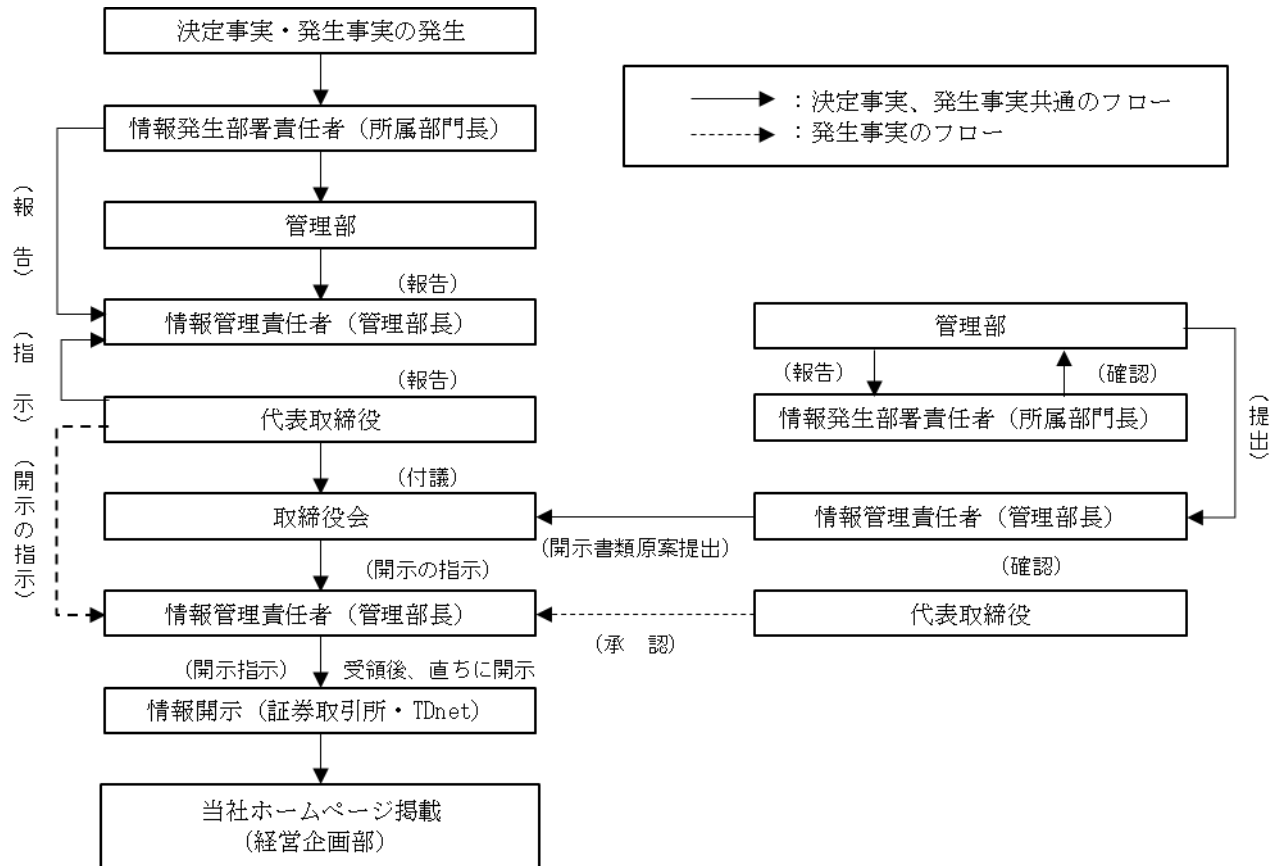 決定事実・発生事実の発生
：決定事実、発生事実共通のフロー
：発生事実のフロー
情報発生部署責任者（所属部門長）
（報告）
管理部
（報告）
情報管理責任者（管理部長）
（指示）
（報告）
代表取締役
（開示の指示）
（付議）
取締役会
（開示の指示）
情報管理責任者（管理部長）
（開示指示）
受領後、直ちに開示
情報開示（証券取引所・TDnet）
当社ホームページ掲載
（経営企画部）
管理部
（報告）
（確認）
情報発生部署責任者（所属部門長）
（提出）
情報管理責任者（管理部長）
（開示書類原案提出）
（確認）
代表取締役
（承　認）